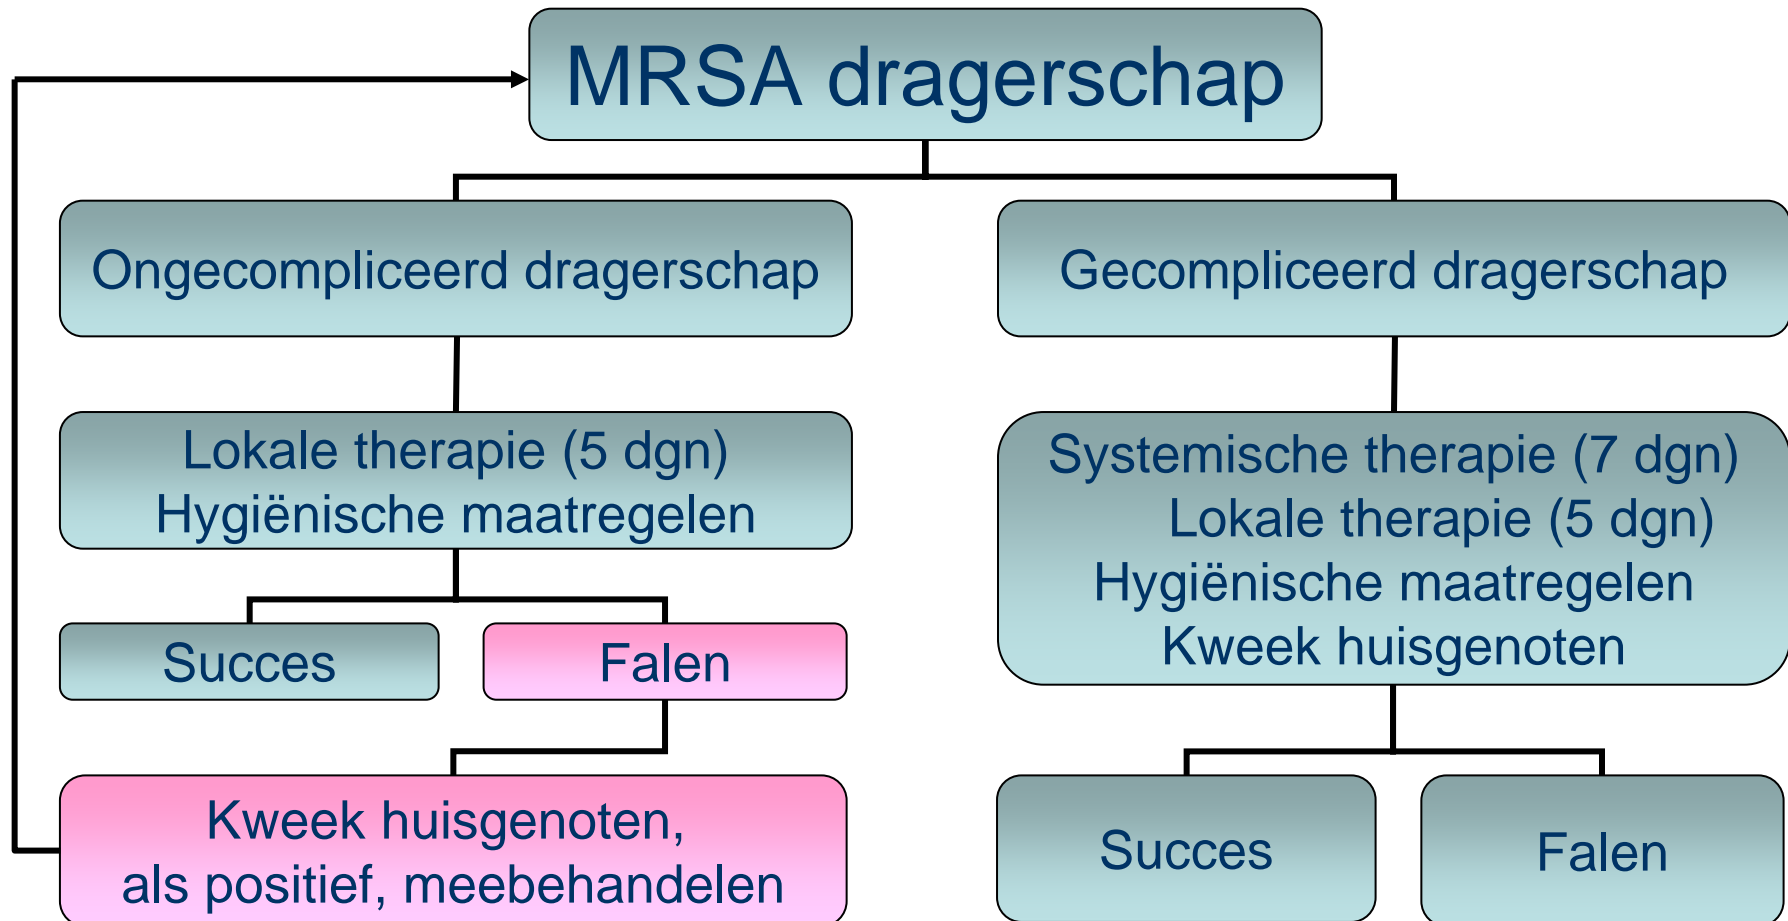 MRSA dragerschap
Ongecompliceerd dragerschap
Gecompliceerd dragerschap
Lokale therapie (5 dgn)
Hygiënische maatregelen
Systemische therapie (7 dgn)
Lokale therapie (5 dgn)
Hygiënische maatregelen
Kweek huisgenoten
Succes
Falen
Kweek huisgenoten,
als positief, meebehandelen
Succes
Falen